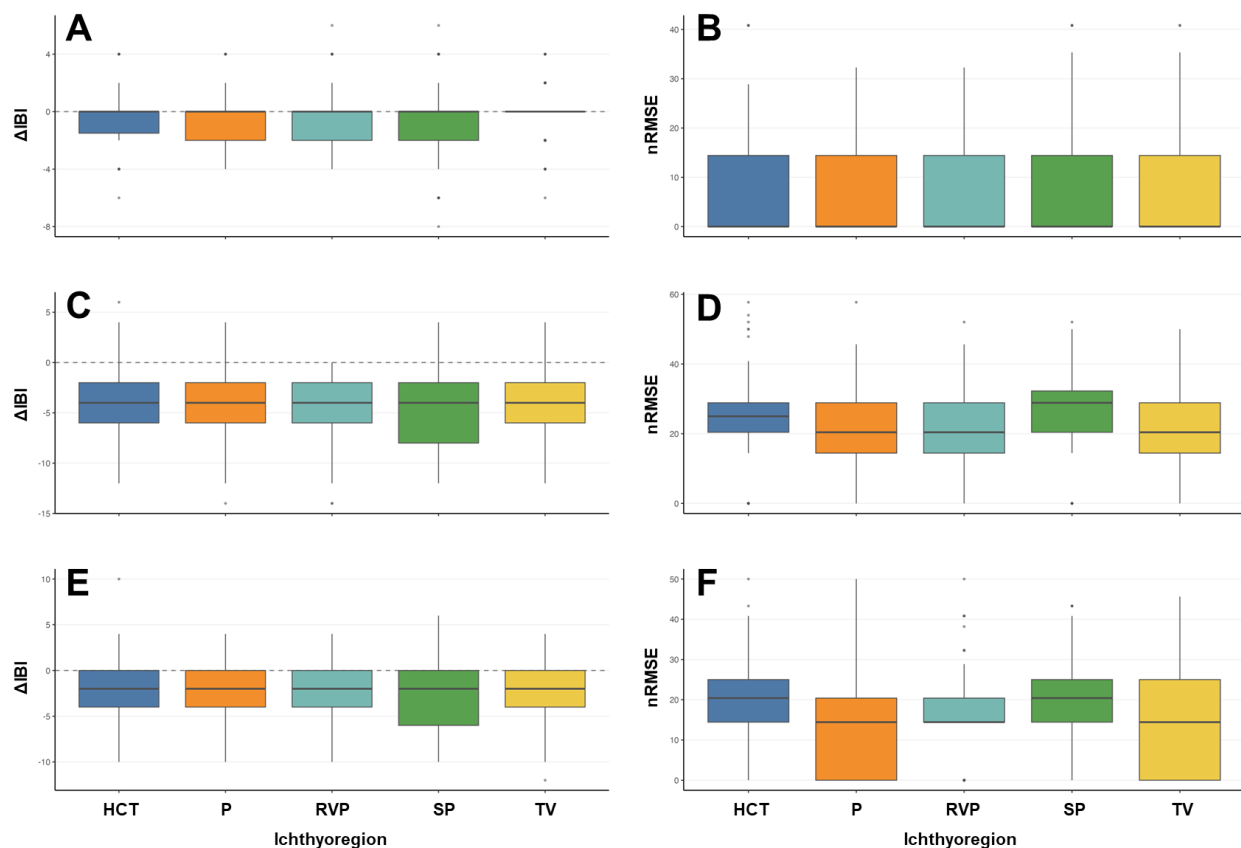 A
ΔIBI
4
0
-4
-8
B
nRMSE
40
30
20
10
0
C
ΔIBI
5
0
-5
-10
-15
D
nRMSE
60
40
20
0
E
ΔIBI
10
5
0
-5
-10
HCT P RVP SP TV
Ichthyoregion
F
nRMSE
50
40
30
20
10
0
HCT P RVP SP TV
Ichthyoregion